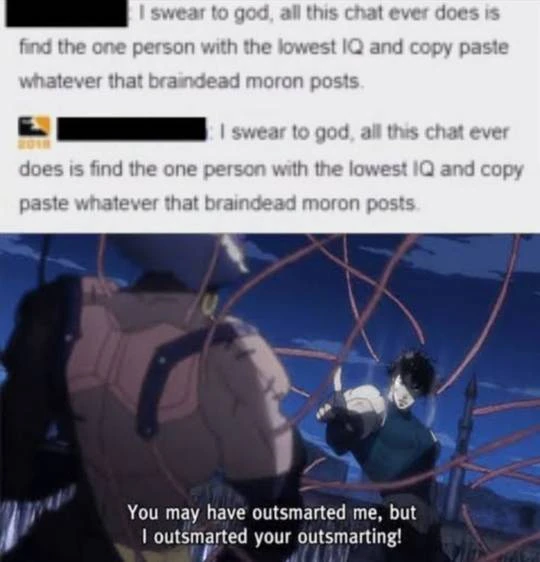 I swear to god, all this chat ever does is
find the one person with the lowest IQ and copy paste
whatever that braindead moron posts.
2018
: I swear to god, all this chat ever
does is find the one person with the lowest IQ and copy
paste whatever that braindead moron posts.
You may have outsmarted me, but
I outsmarted your outsmarting!